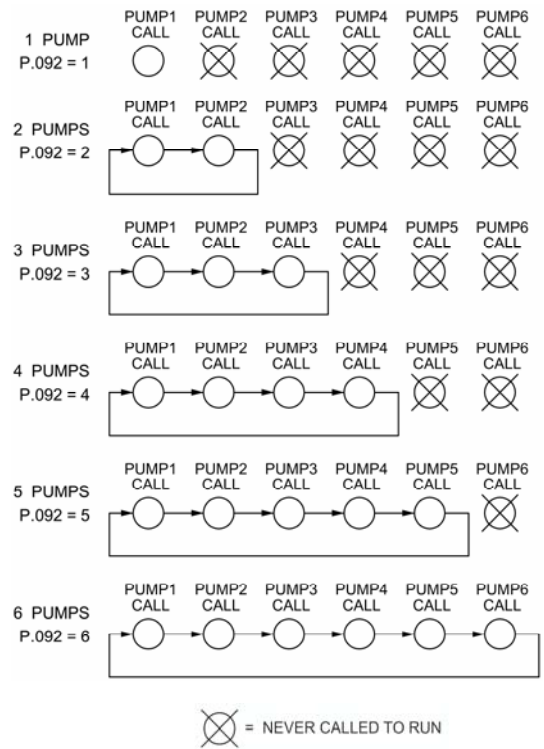 PUMP1 PUMP2 PUMP3 PUMP4 PUMP5 PUMP6
1 PUMP CALL CALL CALL CALL CALL CALL
P.092 = 1
PUMP1 PUMP2 PUMP3 PUMP4 PUMP5 PUMP6
2 PUMPS CALL CALL CALL CALL CALL CALL
P.092 = 2
PUMP1 PUMP2 PUMP3 PUMP4 PUMP5 PUMP6
3 PUMPS CALL CALL CALL CALL CALL CALL
P.092 = 3
PUMP1 PUMP2 PUMP3 PUMP4 PUMP5 PUMP6
4 PUMPS CALL CALL CALL CALL CALL CALL
P.092 = 4
PUMP1 PUMP2 PUMP3 PUMP4 PUMP5 PUMP6
5 PUMPS CALL CALL CALL CALL CALL CALL
P.092 = 5
PUMP1 PUMP2 PUMP3 PUMP4 PUMP5 PUMP6
6 PUMPS CALL CALL CALL CALL CALL CALL
P.092 = 6
= NEVER CALLED TO RUN